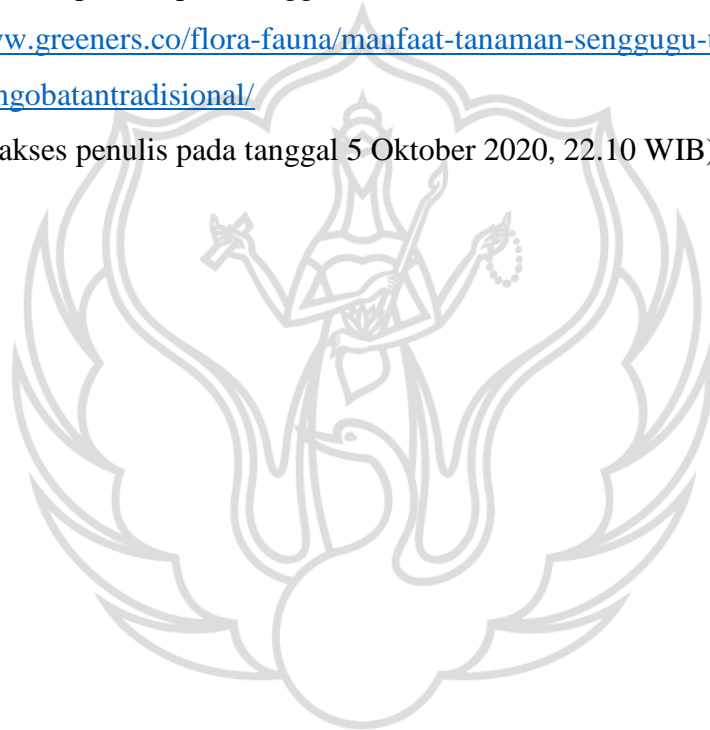 ww.greeners.co/flora-fauna/manfaat-tanaman-senggugu-u
ngobatantradisional/
akses penulis pada tanggal 5 Oktober 2020, 22.10 WIB)